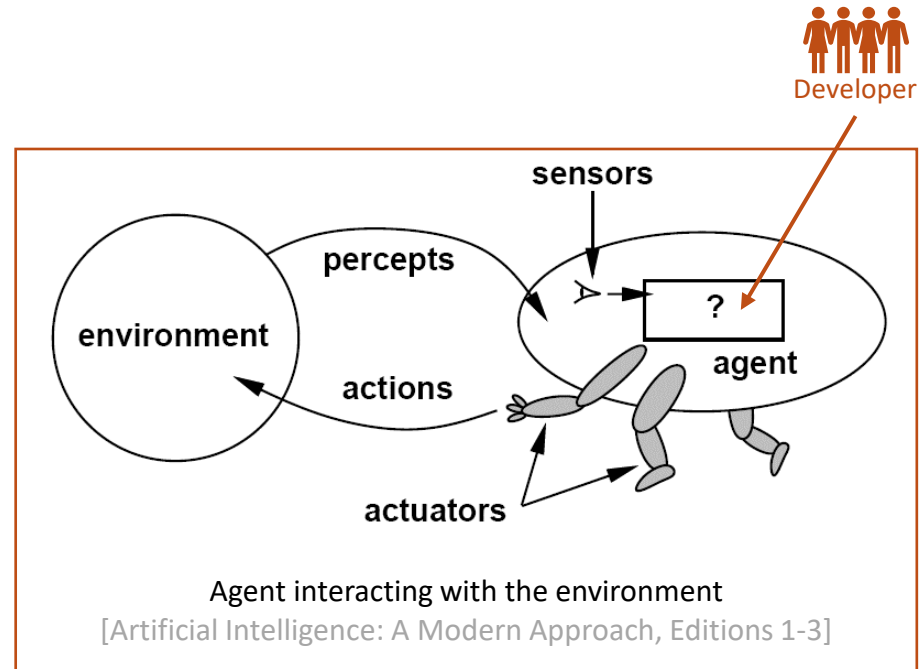 Developer
sensors
percepts
?
environment
agent
actions
actuators
Agent interacting with the environment
[Artificial Intelligence: A Modern Approach, Editions 1-3]